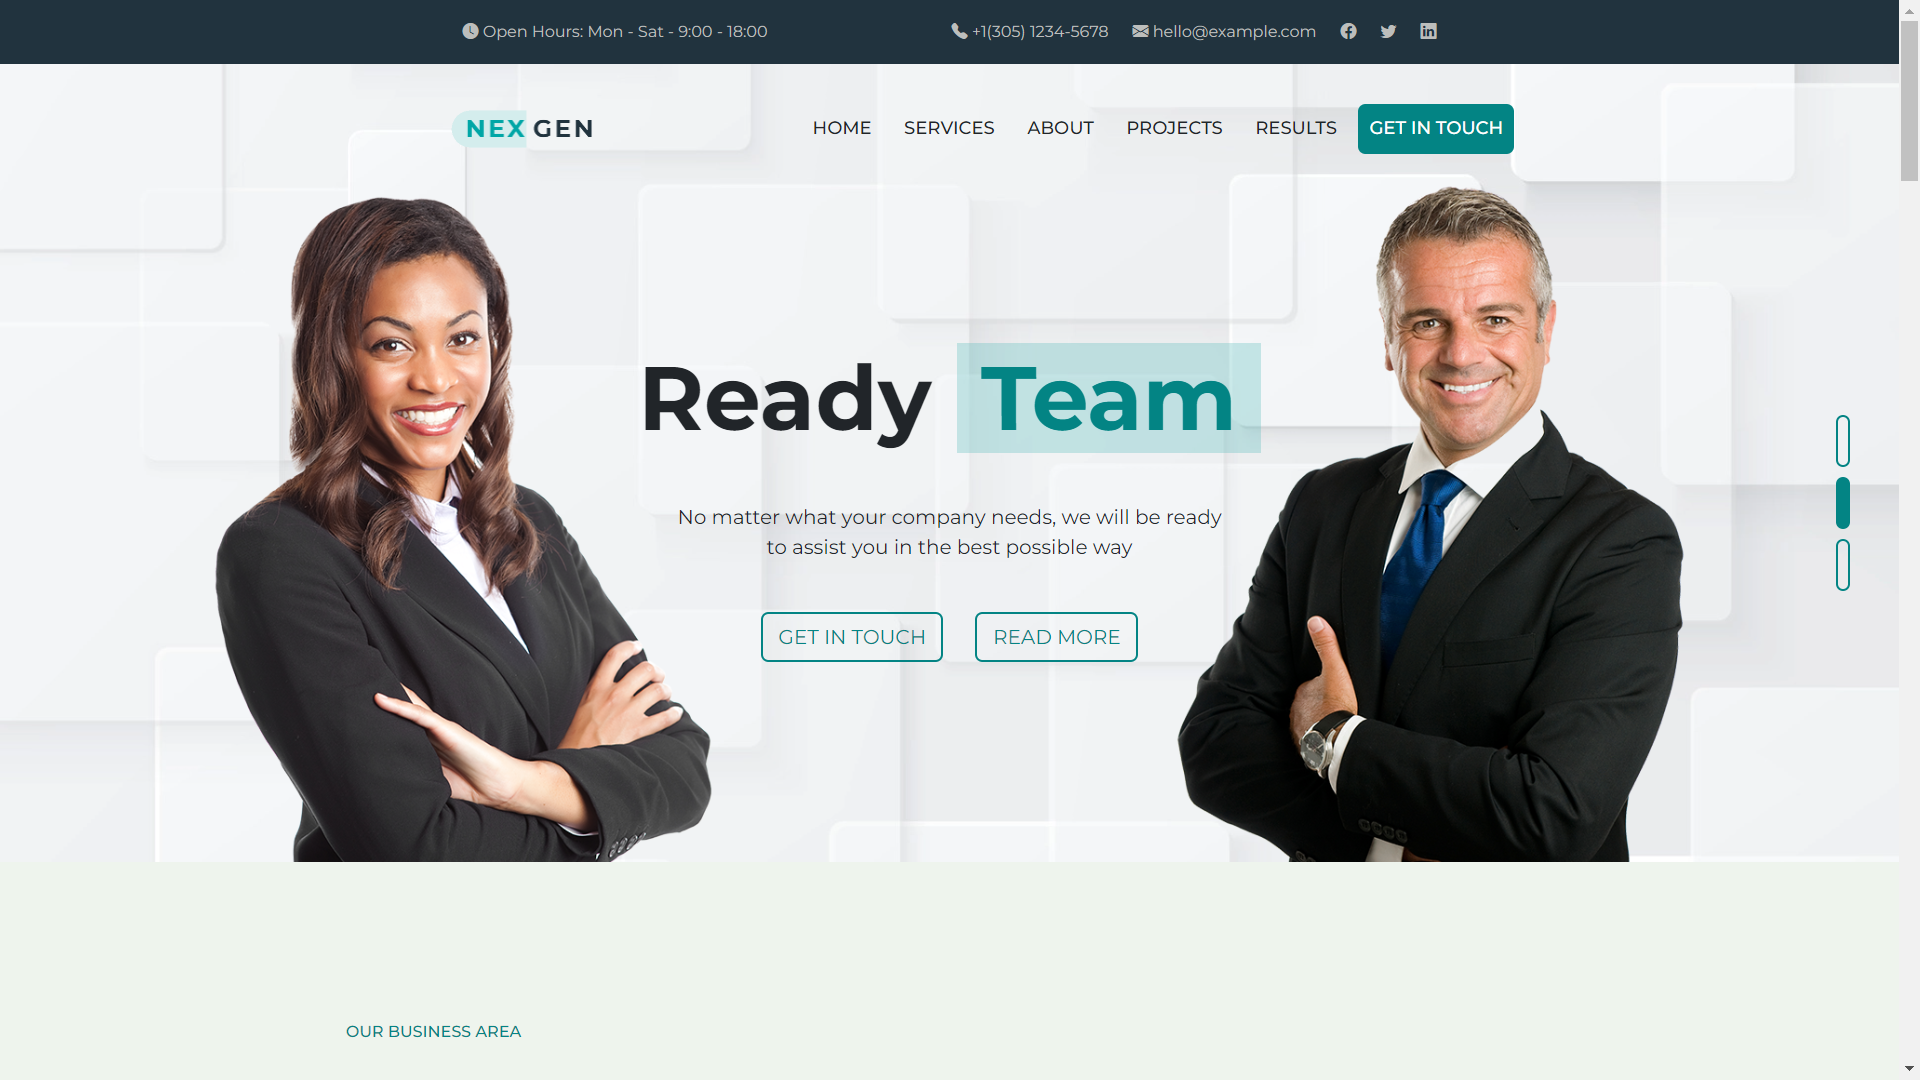 Open Hours: Mon - Sat - 9:00 - 18:00
+1(305) 1234-5678
hello@example.com
NEX GEN
HOME
SERVICES
ABOUT
PROJECTS
RESULTS
GET IN TOUCH
Ready Team
No matter what your company needs, we will be ready
to assist you in the best possible way
GET IN TOUCH
READ MORE
OUR BUSINESS AREA